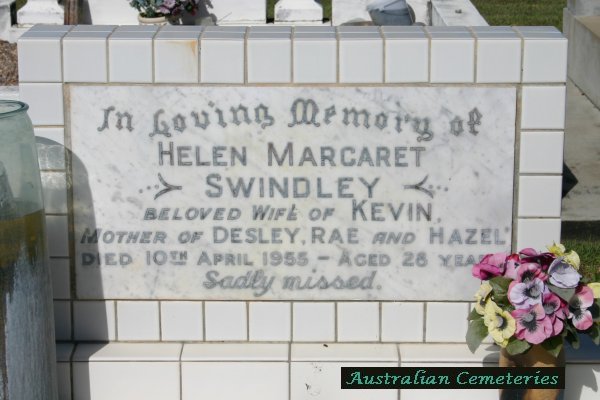 In Loving Memory of
HELEN MARGARET
SWINDLEY
BELOVED WIFE OF KEVIN,
MOTHER OF DESLEY, RAE AND HAZEL
DIED 10TH APRIL 1955 - AGED 28 YEARS
Sadly missed.
Australian Cemeteries